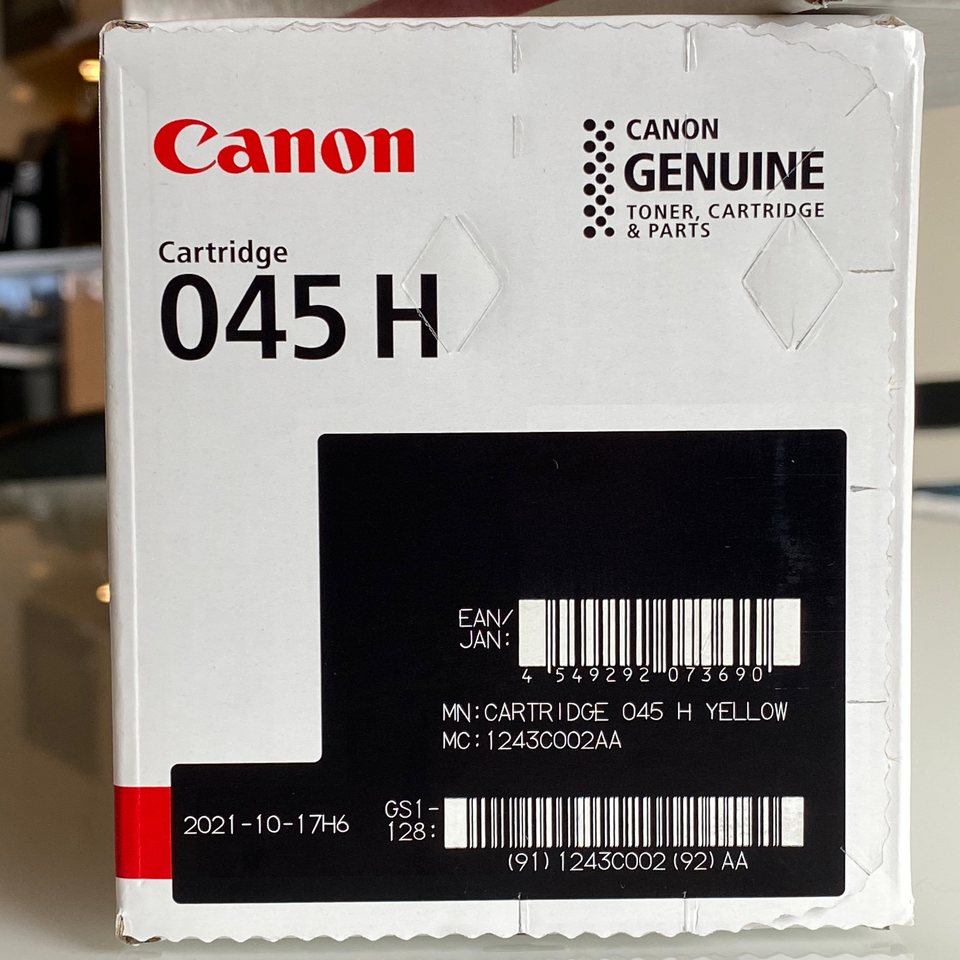 Canon
CANON
GENUINE
TONER, CARTRIDGE
& PARTS
Cartridge
045 H
EAN/
JAN:
4 549292 073690
MN:CARTRIDGE 045 H YELLOW
MC:1243C002AA
2021-10-17H6
GS1-
128:
(91)1243C002(92)AA